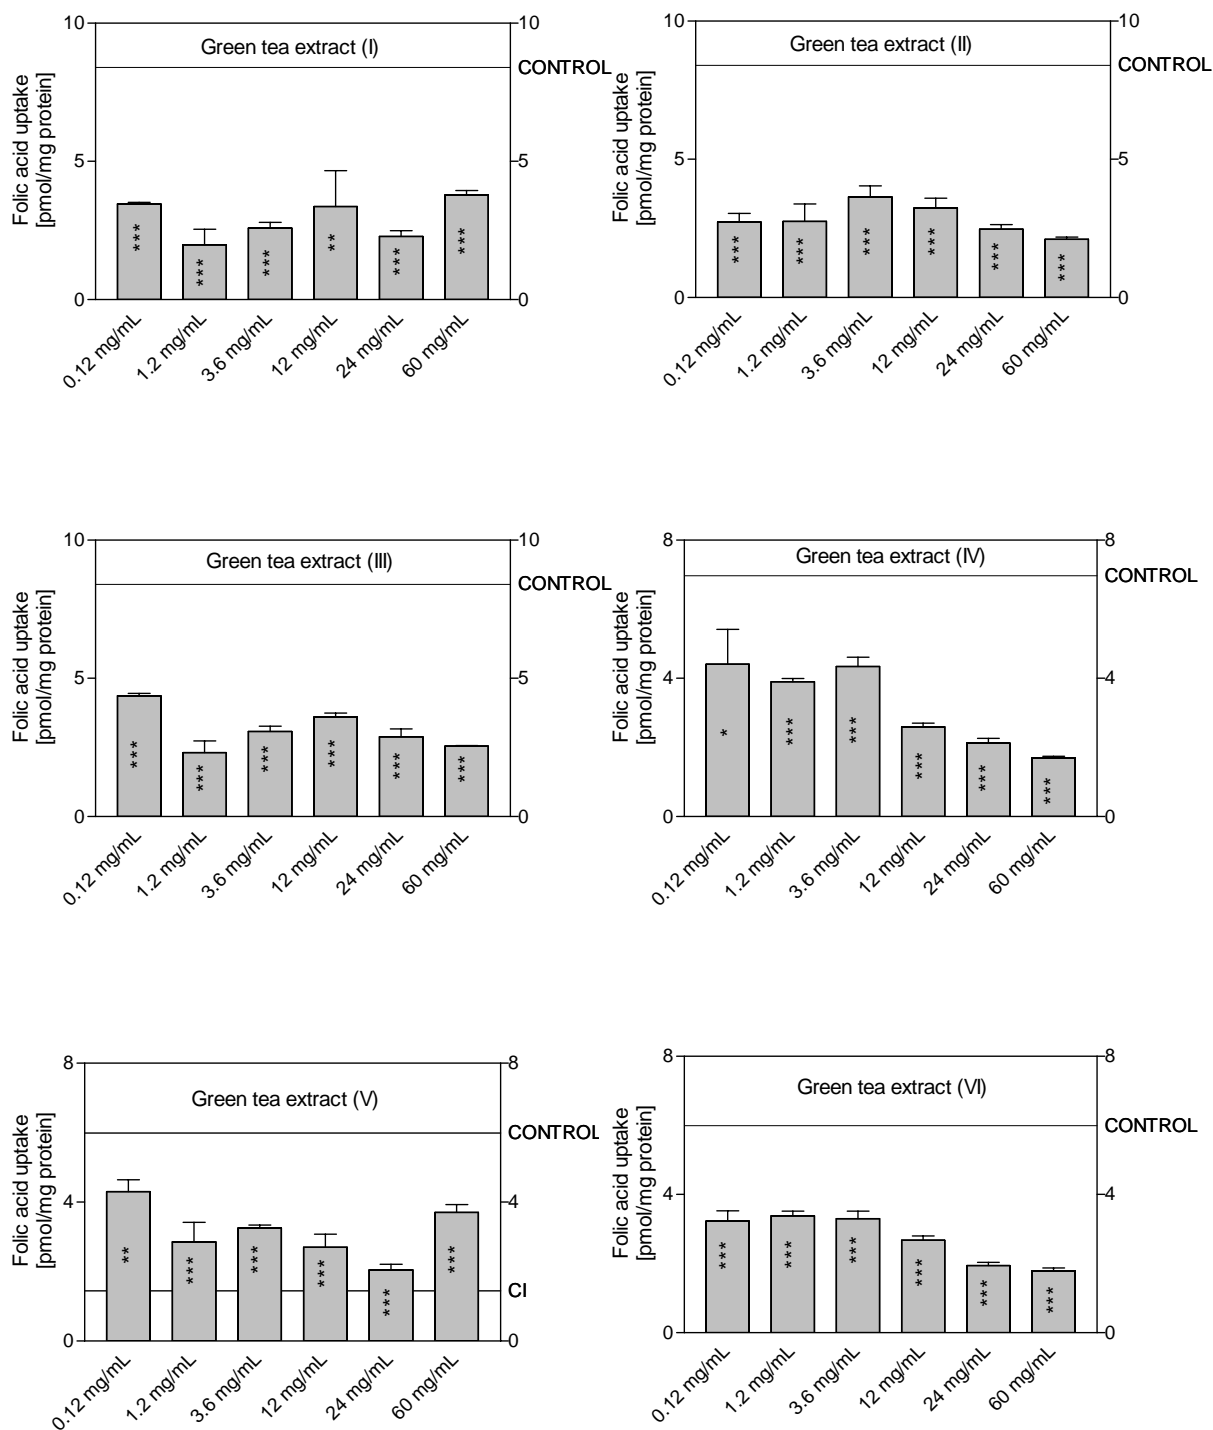 10
Green tea extract (I)
10
CONTROL
Folic acid uptake
[pmol/mg protein]
5
5
***
***
***
**
***
***
0
0
0.12 mg/mL
1.2 mg/mL
3.6 mg/mL
12 mg/mL
24 mg/mL
60 mg/mL
10
Green tea extract (II)
10
CONTROL
Folic acid uptake
[pmol/mg protein]
5
5
***
***
***
***
***
***
0
0
0.12 mg/mL
1.2 mg/mL
3.6 mg/mL
12 mg/mL
24 mg/mL
60 mg/mL
10
Green tea extract (III)
10
CONTROL
Folic acid uptake
[pmol/mg protein]
5
5
***
***
***
***
***
***
0
0
0.12 mg/mL
1.2 mg/mL
3.6 mg/mL
12 mg/mL
24 mg/mL
60 mg/mL
8
Green tea extract (IV)
8
CONTROL
Folic acid uptake
[pmol/mg protein]
4
4
*
***
***
***
***
***
0
0
0.12 mg/mL
1.2 mg/mL
3.6 mg/mL
12 mg/mL
24 mg/mL
60 mg/mL
8
Green tea extract (V)
8
CONTROL
Folic acid uptake
[pmol/mg protein]
4
4
**
***
***
***
***
***
CI
0
0
0.12 mg/mL
1.2 mg/mL
3.6 mg/mL
12 mg/mL
24 mg/mL
60 mg/mL
8
Green tea extract (VI)
8
CONTROL
Folic acid uptake
[pmol/mg protein]
4
4
***
***
***
***
***
***
0
0
0.12 mg/mL
1.2 mg/mL
3.6 mg/mL
12 mg/mL
24 mg/mL
60 mg/mL